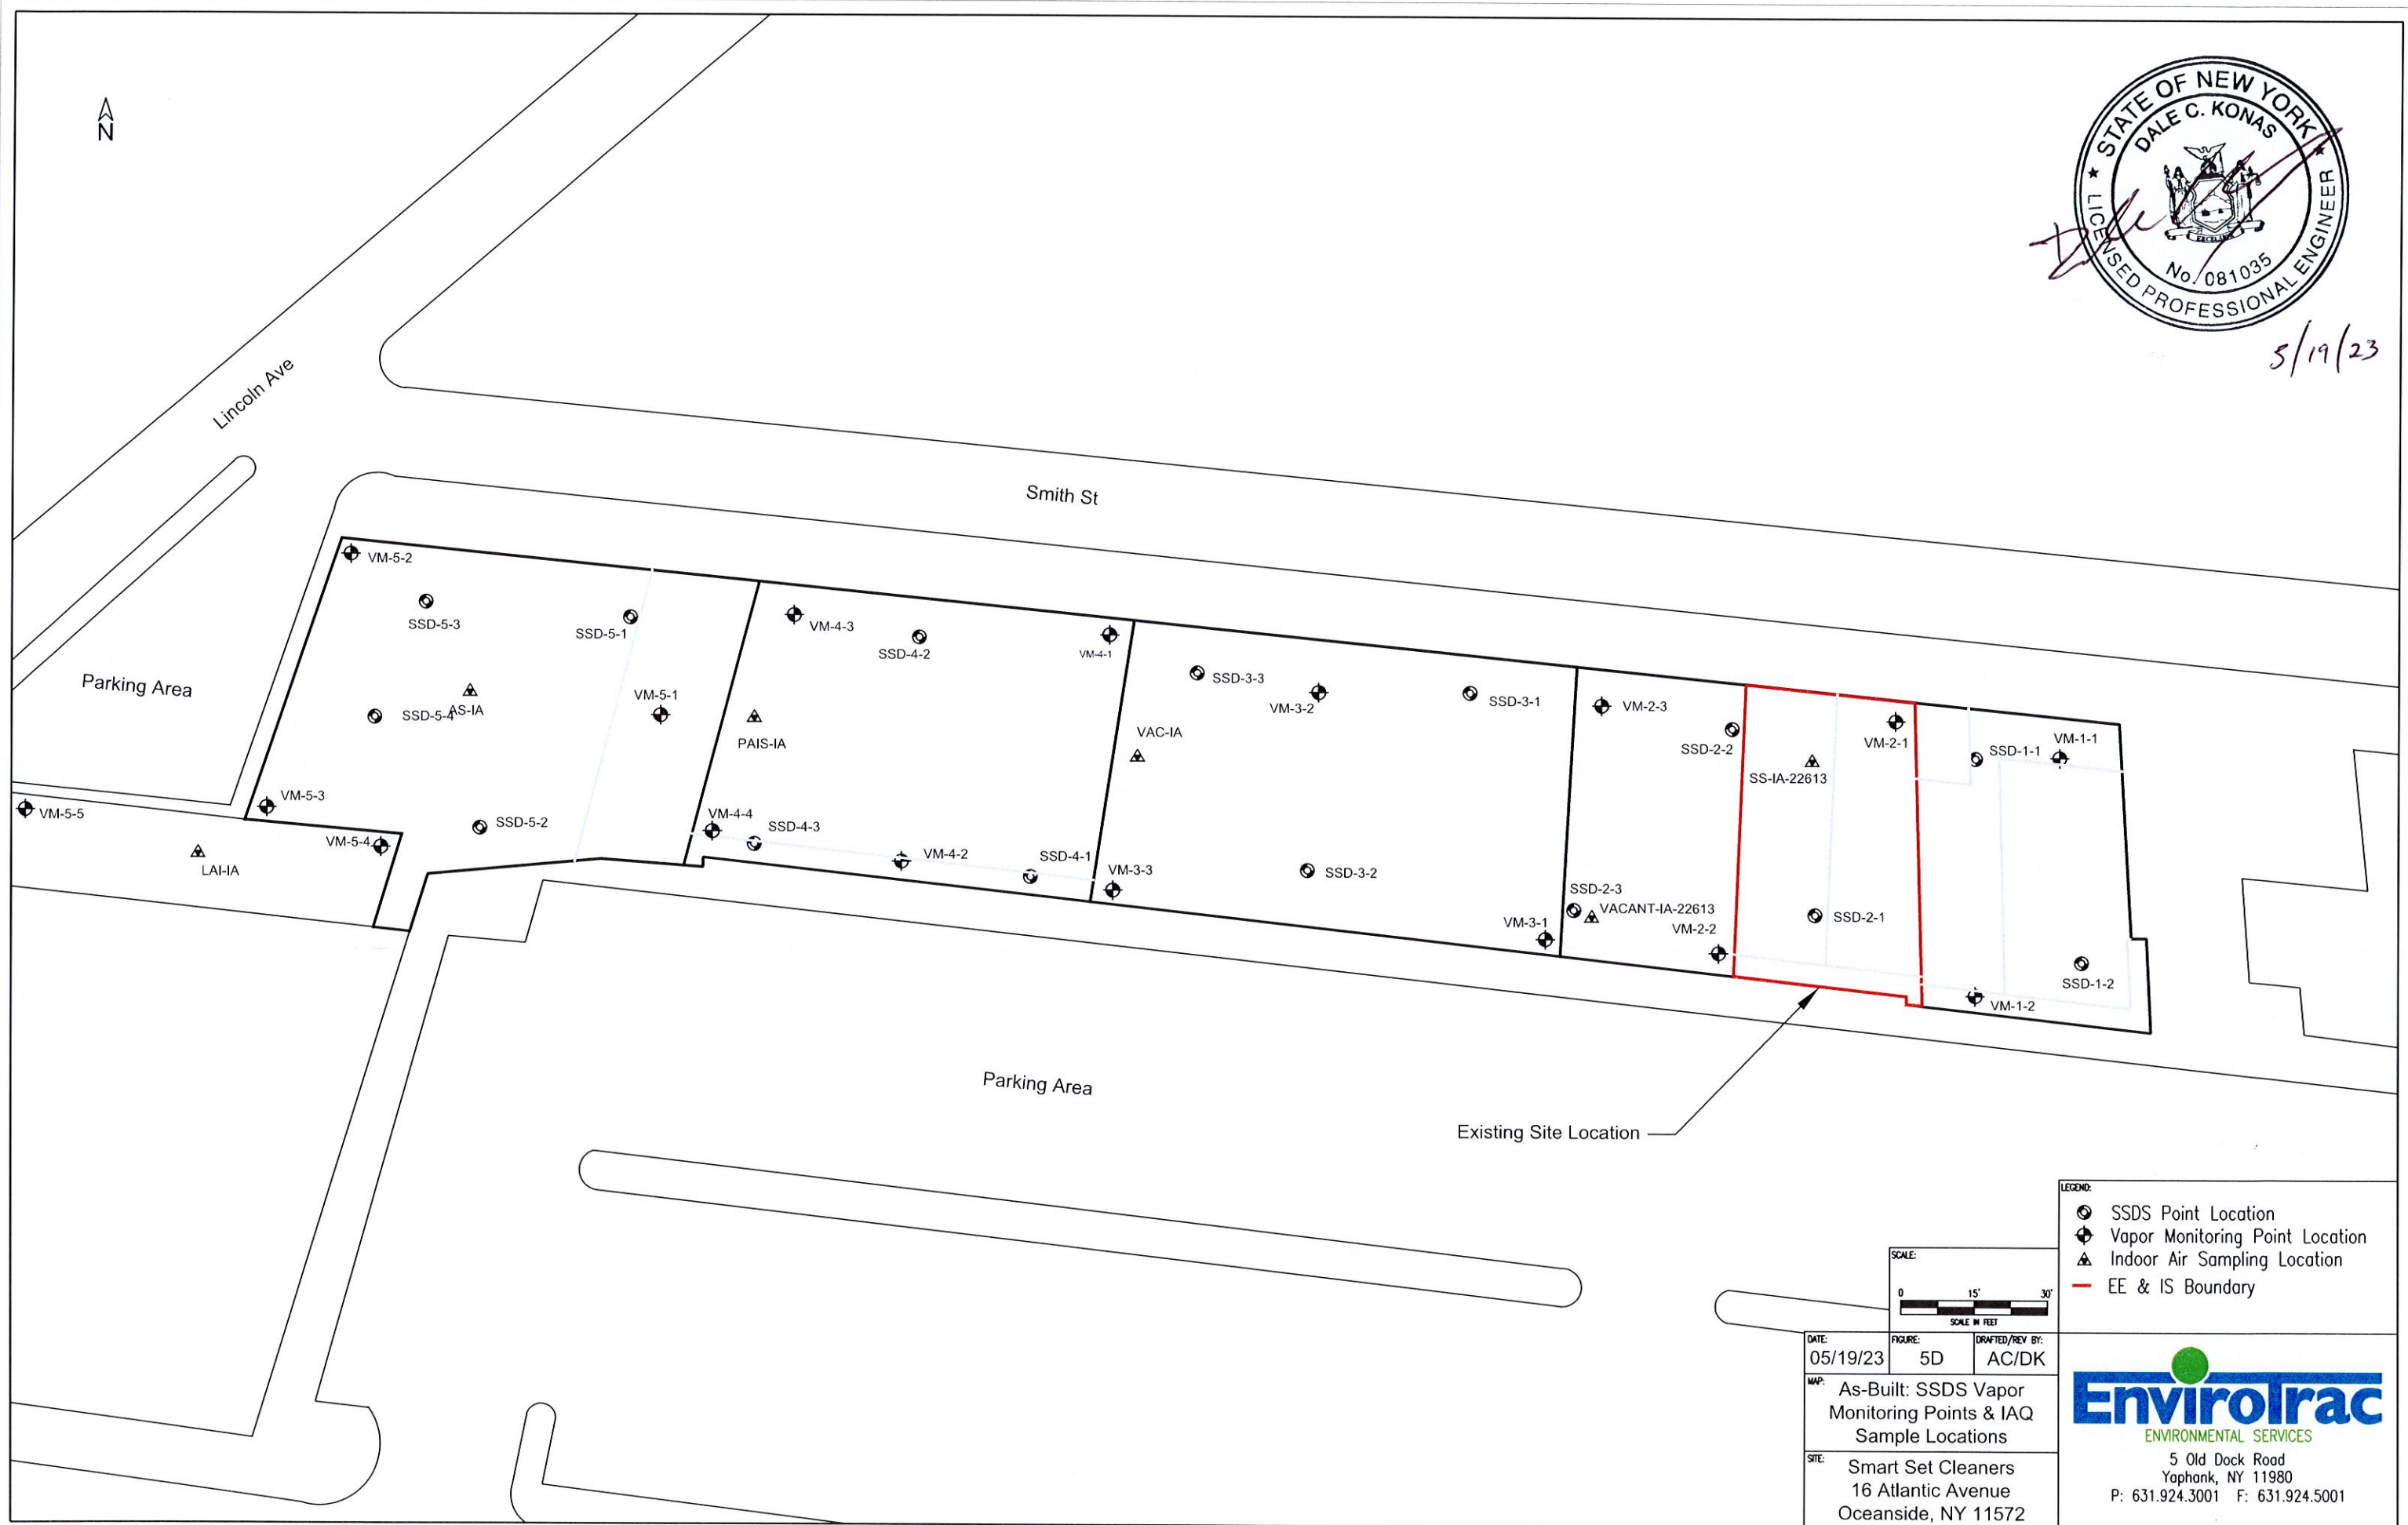 N
STATE OF NEW YORK
DALE C. KONAS
EXCELSIOR
No. 081035
LICENSED PROFESSIONAL ENGINEER
5/19/23
Lincoln Ave
Smith St
VM-5-2
SSD-5-3
SSD-5-1
VM-4-3
SSD-4-2
VM-4-1
SSD-3-3
VM-3-2
SSD-3-1
VM-2-3
SSD-2-2
VM-2-1
SSD-1-1
VM-1-1
Parking Area
SSD-5-4
AS-IA
VM-5-1
PAIS-IA
VAC-IA
SS-IA-22613
VM-5-5
VM-5-3
LAI-IA
VM-5-4
SSD-5-2
VM-4-4
SSD-4-3
VM-4-2
SSD-4-1
VM-3-3
SSD-3-2
VM-3-1
SSD-2-3
VACANT-IA-22613
VM-2-2
SSD-2-1
SSD-1-2
VM-1-2
Parking Area
Existing Site Location
LEGEND:
SSDS Point Location
Vapor Monitoring Point Location
Indoor Air Sampling Location
EE & IS Boundary
SCALE:
0 15' 30'
SCALE IN FEET
DATE:
05/19/23
FIGURE:
5D
DRAFTED/REV BY:
AC/DK
MAP:
As-Built: SSDS Vapor
Monitoring Points & IAQ
Sample Locations
SITE:
Smart Set Cleaners
16 Atlantic Avenue
Oceanside, NY 11572
EnviroTrac
ENVIRONMENTAL SERVICES
5 Old Dock Road
Yaphank, NY 11980
P: 631.924.3001 F: 631.924.5001